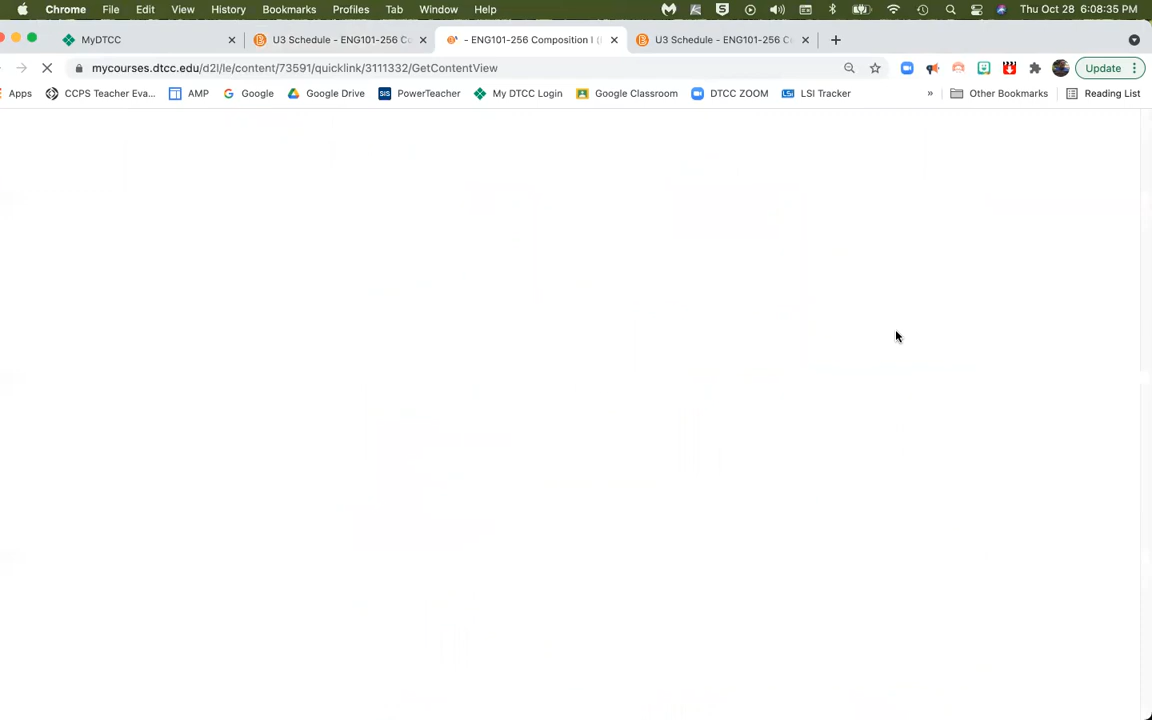 Chrome File Edit View History Bookmarks Profiles Tab Window Help Thu Oct 28 6:08:35 PM
MyDTCC U3 Schedule - ENG101-256 Co - ENG101-256 Composition I ( U3 Schedule - ENG101-256 C
mycourses.dtcc.edu/d2l/le/content/73591/quicklink/3111332/GetContentView Update
Apps CCPS Teacher Eva... AMP Google Google Drive SIS PowerTeacher My DTCC Login Google Classroom DTCC ZOOM LSI LSI Tracker » Other Bookmarks Reading List